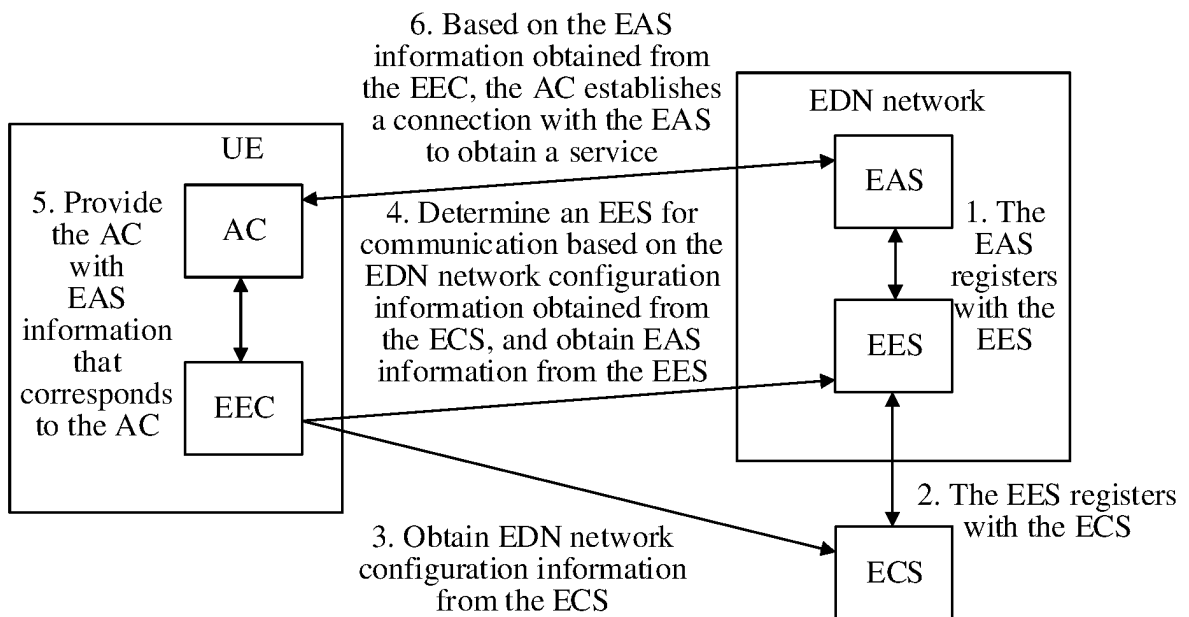 6. Based on the EAS
information obtained from
the EEC, the AC establishes
a connection with the EAS
to obtain a service
EDN network
UE
EAS
5. Provide
the AC
with
EAS
information
that
corresponds
to the AC
AC
4. Determine an EES for
communication based on the
EDN network configuration
information obtained from
the ECS, and obtain EAS
information from the EES
1. The
EAS
registers
with the
EES
EES
EEC
2. The EES registers
with the ECS
3. Obtain EDN network
configuration information
from the ECS
ECS